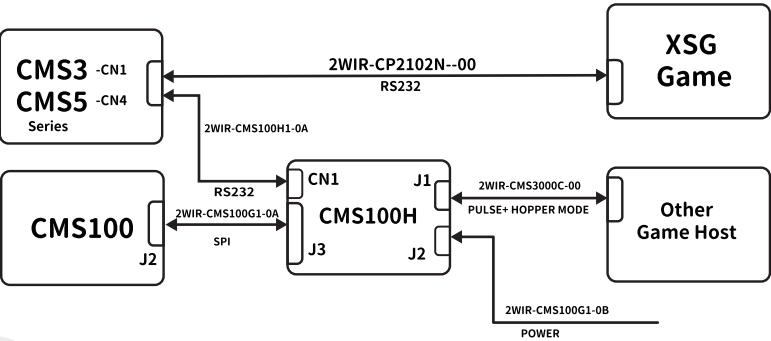 CMS3 -CN1
CMS5 -CN4
Series
2WIR-CP2102N--00
RS232
XSG
Game
2WIR-CMS100H1-0A
RS232
CMS100
J2
2WIR-CMS100G1-0A
SPI
CN1
CMS100H
J3
J1
J2
2WIR-CMS3000C-00
PULSE+ HOPPER MODE
Other
Game Host
2WIR-CMS100G1-0B
POWER